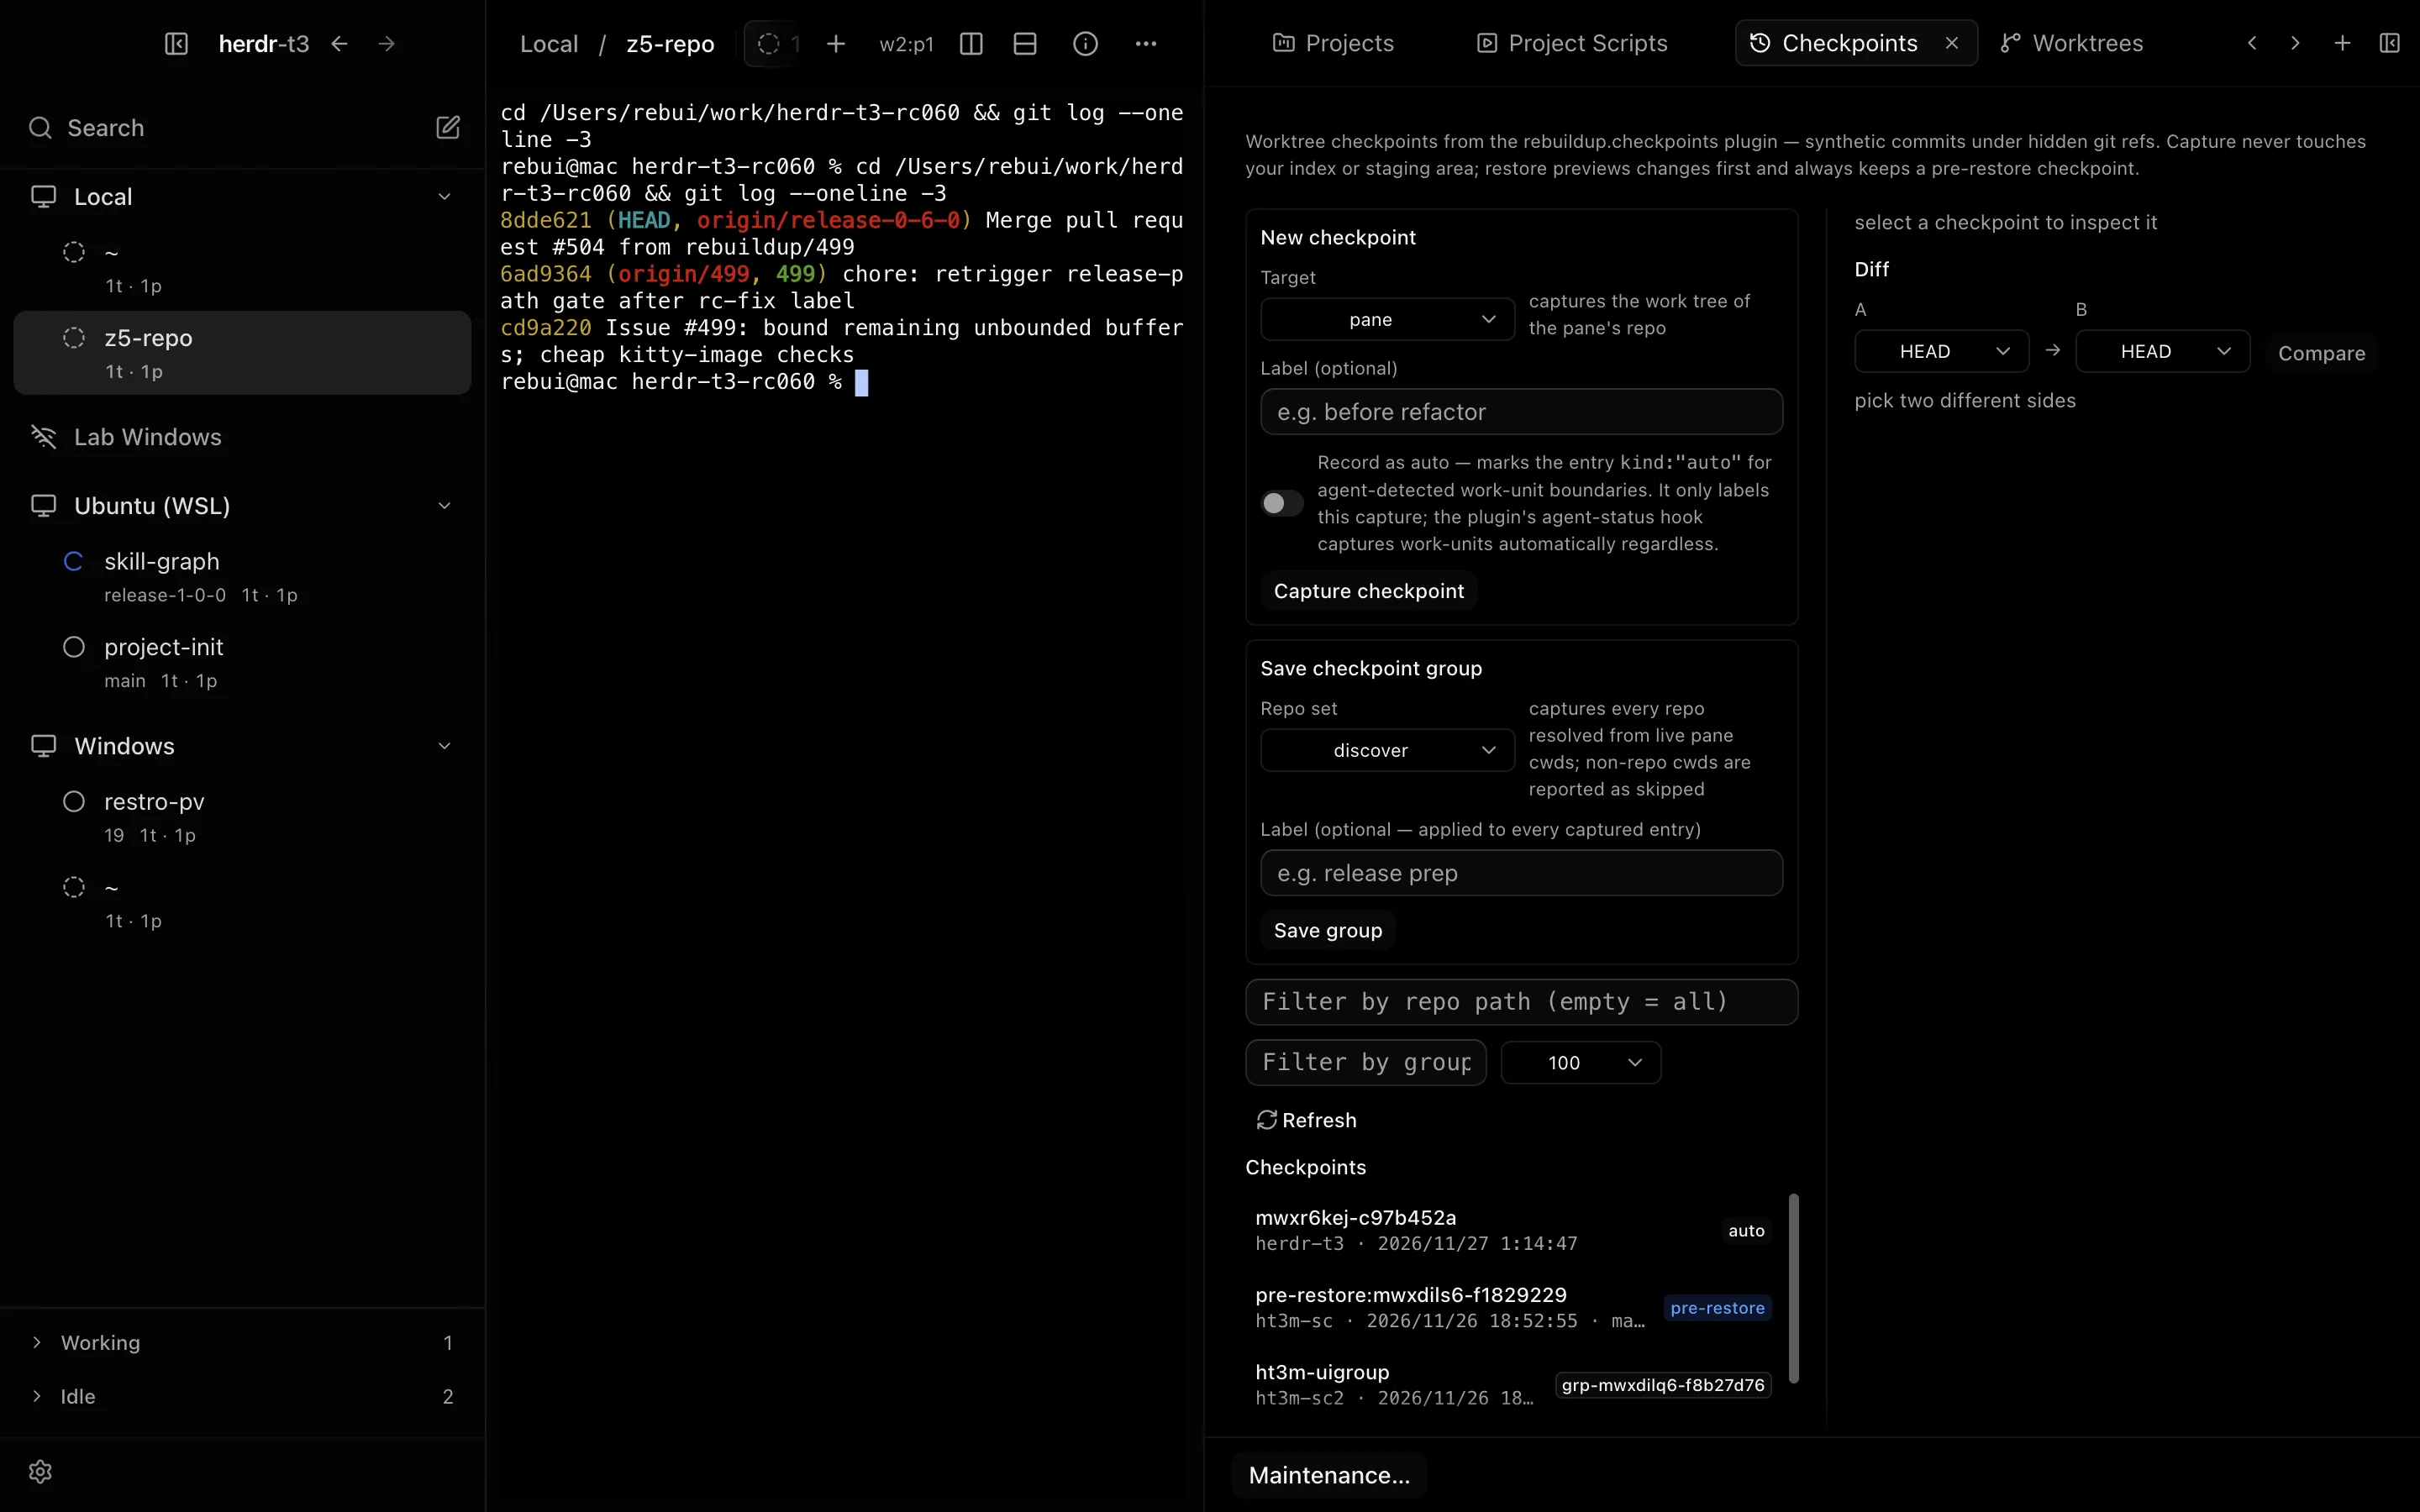 herdr-t3
Search
Local
~
1t · 1p
z5-repo
1t · 1p
Lab Windows
Ubuntu (WSL)
skill-graph
release-1-0-0 1t · 1p
project-init
main 1t · 1p
Windows
restro-pv
19 1t · 1p
~
1t · 1p
Working 1
Idle 2
Local / z5-repo 1 w2:p1
cd /Users/rebui/work/herdr-t3-rc060 && git log --one
line -3
rebui@mac herdr-t3-rc060 % cd /Users/rebui/work/herd
r-t3-rc060 && git log --oneline -3
8dde621 (HEAD, origin/release-0-6-0) Merge pull requ
est #504 from rebuildup/499
6ad9364 (origin/499, 499) chore: retrigger release-p
ath gate after rc-fix label
cd9a220 Issue #499: bound remaining unbounded buffer
s; cheap kitty-image checks
rebui@mac herdr-t3-rc060 %
Projects Project Scripts Checkpoints Worktrees
Worktree checkpoints from the rebuildup.checkpoints plugin — synthetic commits under hidden git refs. Capture never touches
your index or staging area; restore previews changes first and always keeps a pre-restore checkpoint.
New checkpoint
Target
pane
captures the work tree of
the pane's repo
Label (optional)
e.g. before refactor
Record as auto — marks the entry kind:"auto" for
agent-detected work-unit boundaries. It only labels
this capture; the plugin's agent-status hook
captures work-units automatically regardless.
Capture checkpoint
Save checkpoint group
Repo set
discover
captures every repo
resolved from live pane
cwds; non-repo cwds are
reported as skipped
Label (optional — applied to every captured entry)
e.g. release prep
Save group
Filter by repo path (empty = all)
Filter by group 100
Refresh
Checkpoints
mwxr6kej-c97b452a
herdr-t3 · 2026/11/27 1:14:47
auto
pre-restore:mwxdils6-f1829229
ht3m-sc · 2026/11/26 18:52:55 · ma…
pre-restore
ht3m-uigroup
ht3m-sc2 · 2026/11/26 18…
grp-mwxdilq6-f8b27d76
Maintenance...
select a checkpoint to inspect it
Diff
A B
HEAD → HEAD Compare
pick two different sides